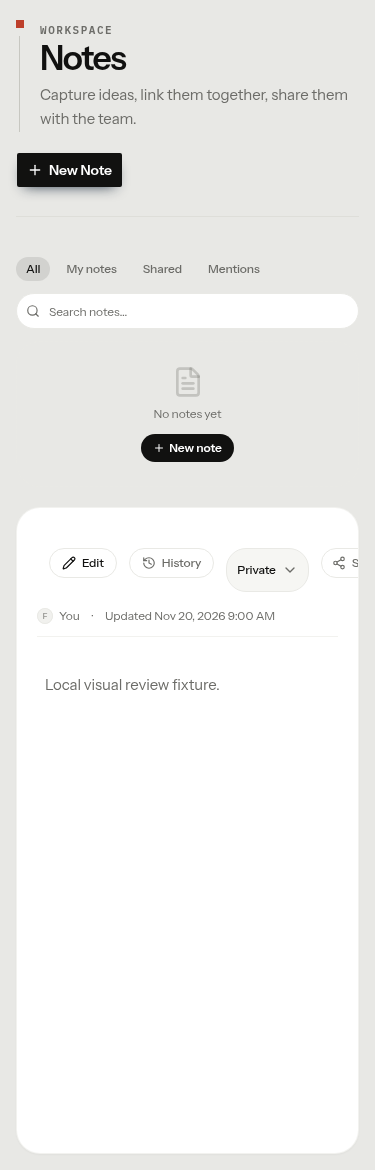 WORKSPACE
Notes
Capture ideas, link them together, share them
with the team.
+ New Note
All My notes Shared Mentions
Search notes...
No notes yet
+ New note
Edit History Private S
F You · Updated Nov 20, 2026 9:00 AM
Local visual review fixture.